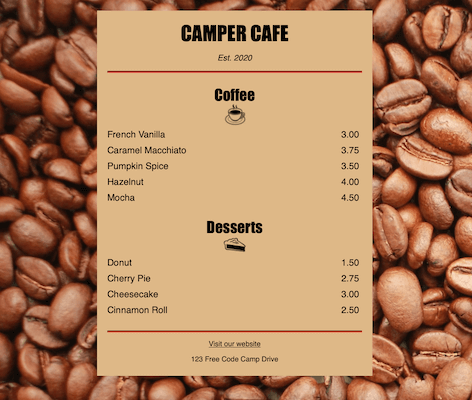 CAMPER CAFE
Est. 2020
Coffee
French Vanilla 3.00
Caramel Macchiato 3.75
Pumpkin Spice 3.50
Hazelnut 4.00
Mocha 4.50
Desserts
Donut 1.50
Cherry Pie 2.75
Cheesecake 3.00
Cinnamon Roll 2.50
Visit our website
123 Free Code Camp Drive